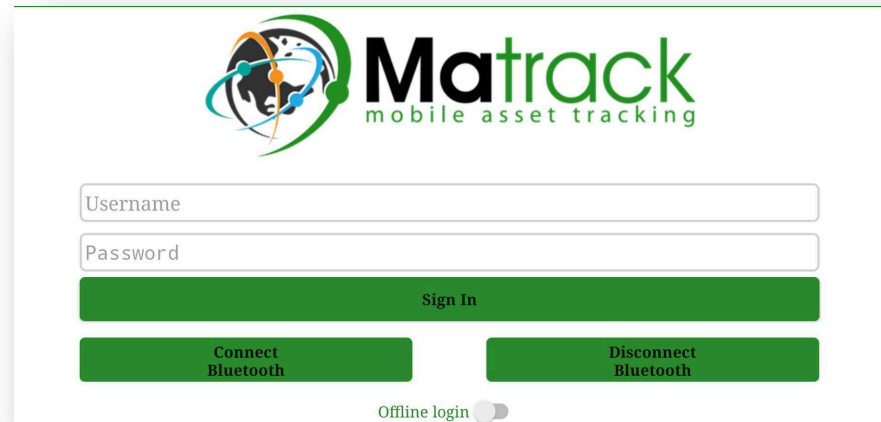 Matrack
mobile asset tracking
Username
Password
Sign In
Connect
Bluetooth
Disconnect
Bluetooth
Offline login